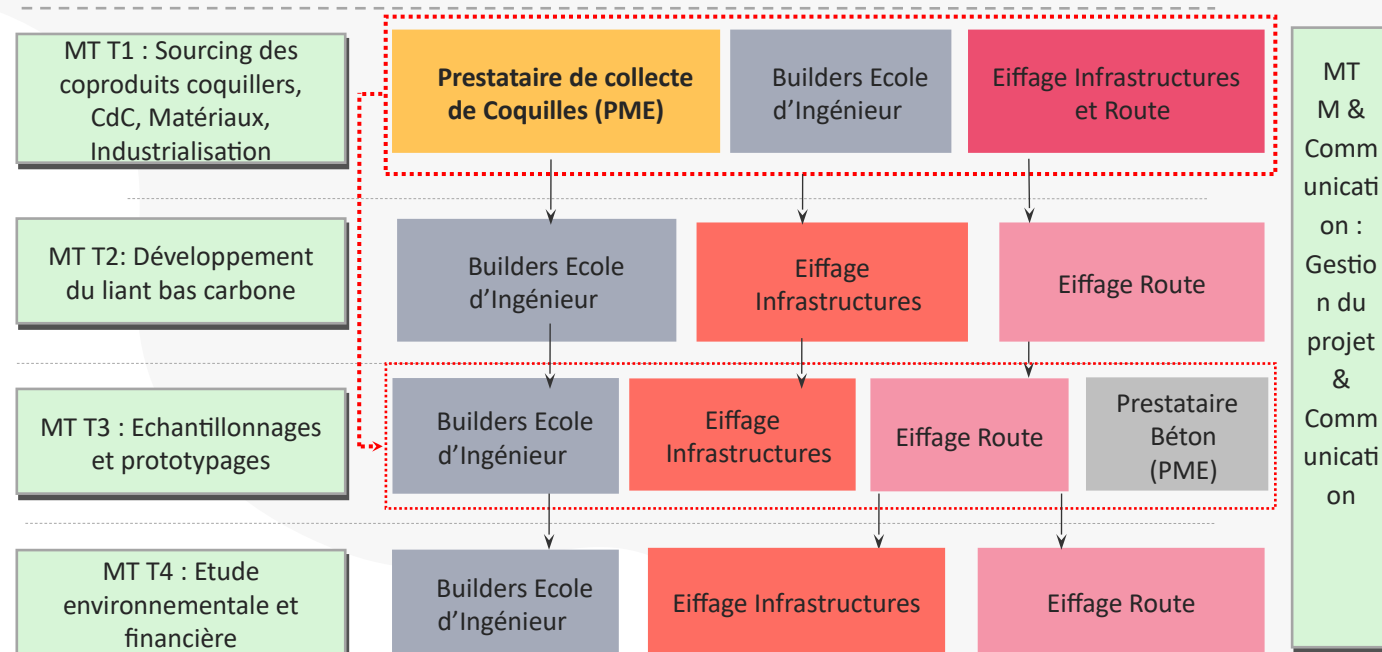 MT T1 : Sourcing des
coproduits coquillers,
CdC, Matériaux,
Industrialisation
Prestataire de collecte
de Coquilles (PME)
Builders Ecole
d’Ingénieur
Eiffage Infrastructures
et Route
MT T2: Développement
du liant bas carbone
Builders Ecole
d’Ingénieur
Eiffage
Infrastructures
Eiffage Route
MT T3 : Echantillonnages
et prototypages
Builders Ecole
d’Ingénieur
Eiffage
Infrastructures
Eiffage Route
Prestataire
Béton
(PME)
MT T4 : Etude
environnementale et
financière
Builders Ecole
d’Ingénieur
Eiffage Infrastructures
Eiffage Route
MT
M &
Comm
unicati
on :
Gestio
n du
projet
&
Comm
unicati
on